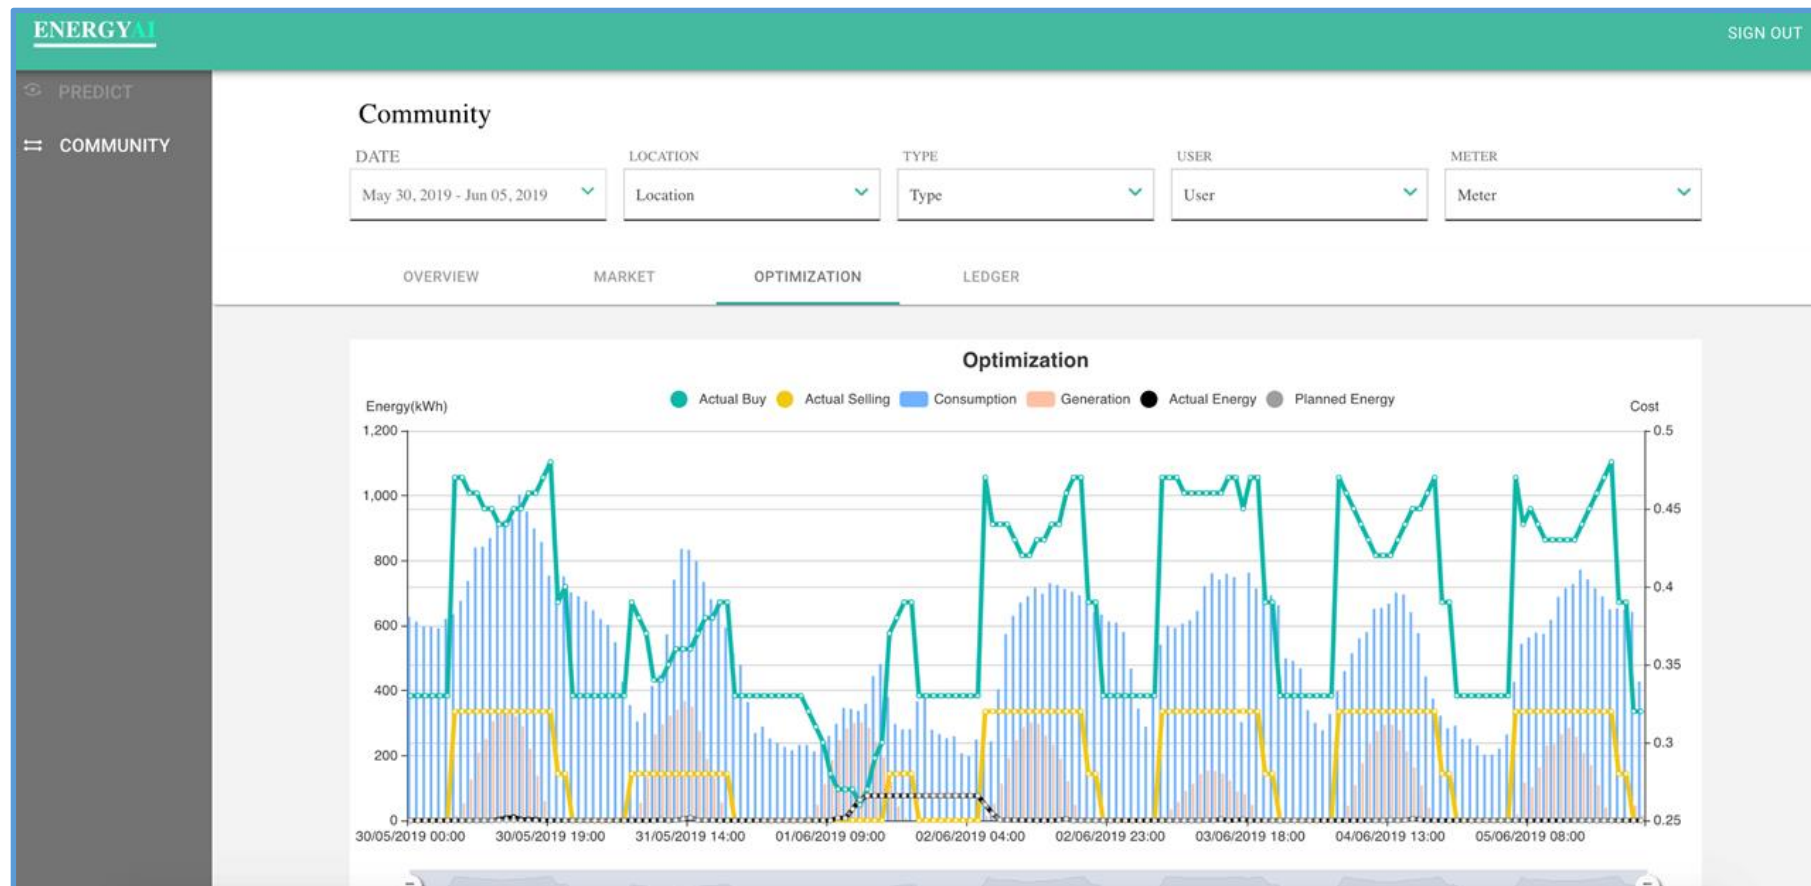 ENERGYAI
SIGN OUT
PREDICT
COMMUNITY
Community
DATE LOCATION TYPE USER METER
May 30, 2019 - Jun 05, 2019 Location Type User Meter
OVERVIEW MARKET OPTIMIZATION LEDGER
Optimization
Actual Buy Actual Selling Consumption Generation Actual Energy Planned Energy
Energy(kWh) Cost
1,200 0.5
1,000
0.45
800
0.4
600
0.35
400
0.3
200
0 0.25
30/05/2019 00:00 30/05/2019 19:00 31/05/2019 14:00 01/06/2019 09:00 02/06/2019 04:00 02/06/2019 23:00 03/06/2019 18:00 04/06/2019 13:00 05/06/2019 08:00